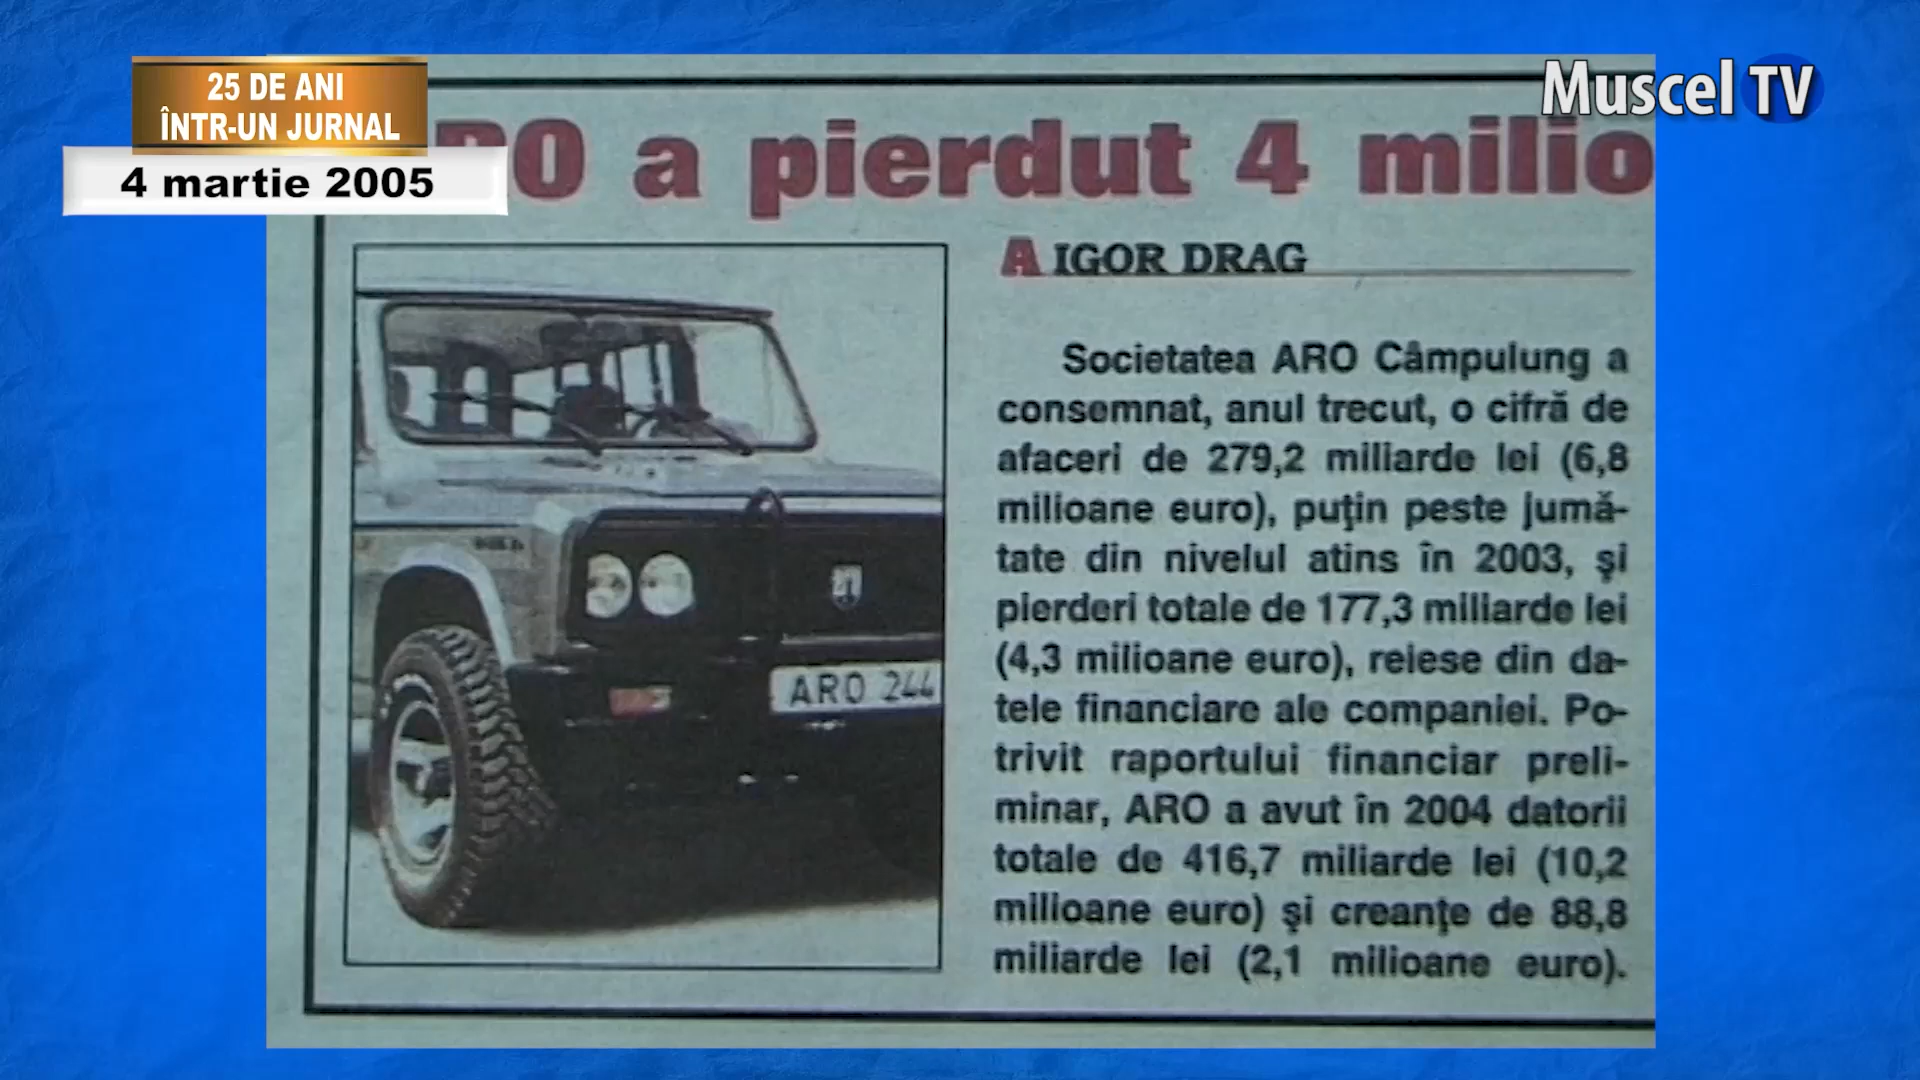 25 DE ANI
ÎNTR-UN JURNAL
4 martie 2005
Muscel TV
RO a pierdut 4 milio
A IGOR DRAG
Societatea ARO Câmpulung a
consemnat, anul trecut, o cifră de
afaceri de 279,2 miliarde lei (6,8
milioane euro), puţin peste jumă-
tate din nivelul atins în 2003, şi
pierderi totale de 177,3 miliarde lei
(4,3 milioane euro), reiese din da-
tele financiare ale companiei. Po-
trivit raportului financiar preli-
minar, ARO a avut în 2004 datorii
totale de 416,7 miliarde lei (10,2
milioane euro) şi creanţe de 88,8
miliarde lei (2,1 milioane euro).
ARO 244